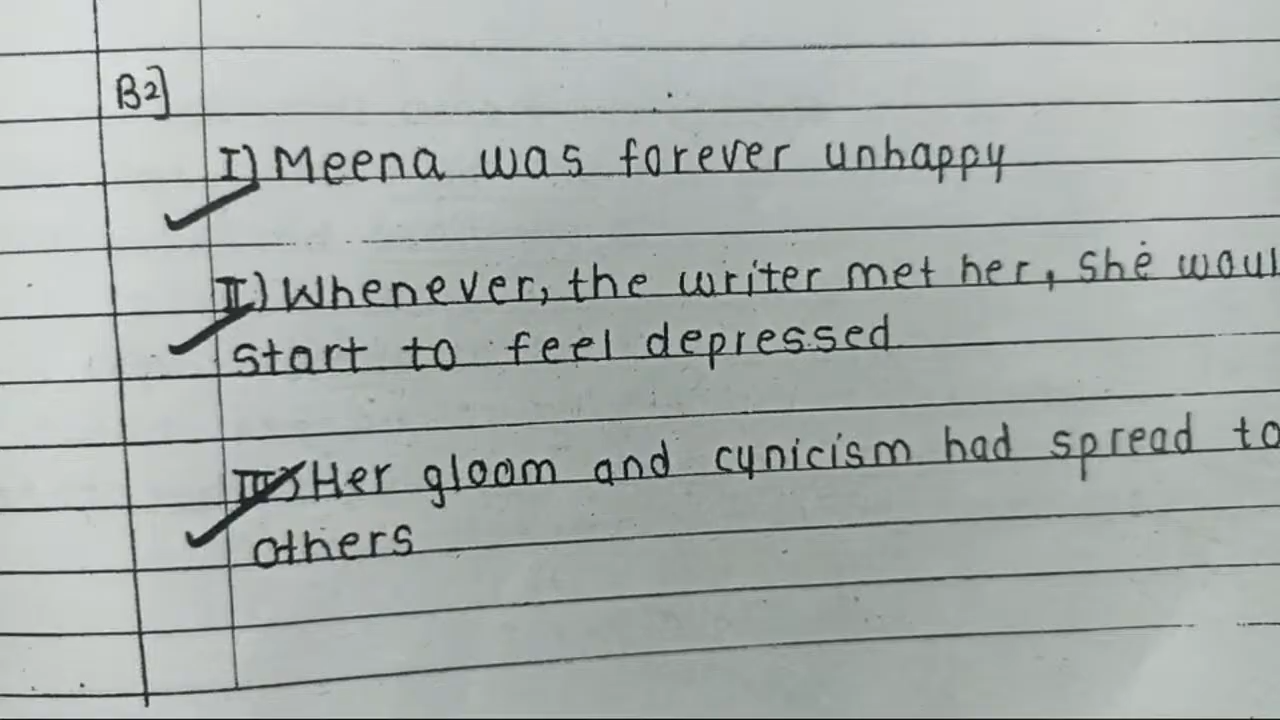 B2]
I) Meena was forever unhappy
II) Whenever, the writer met her, she woul
start to feel depressed
III) Her gloom and cynicism had spread to
others